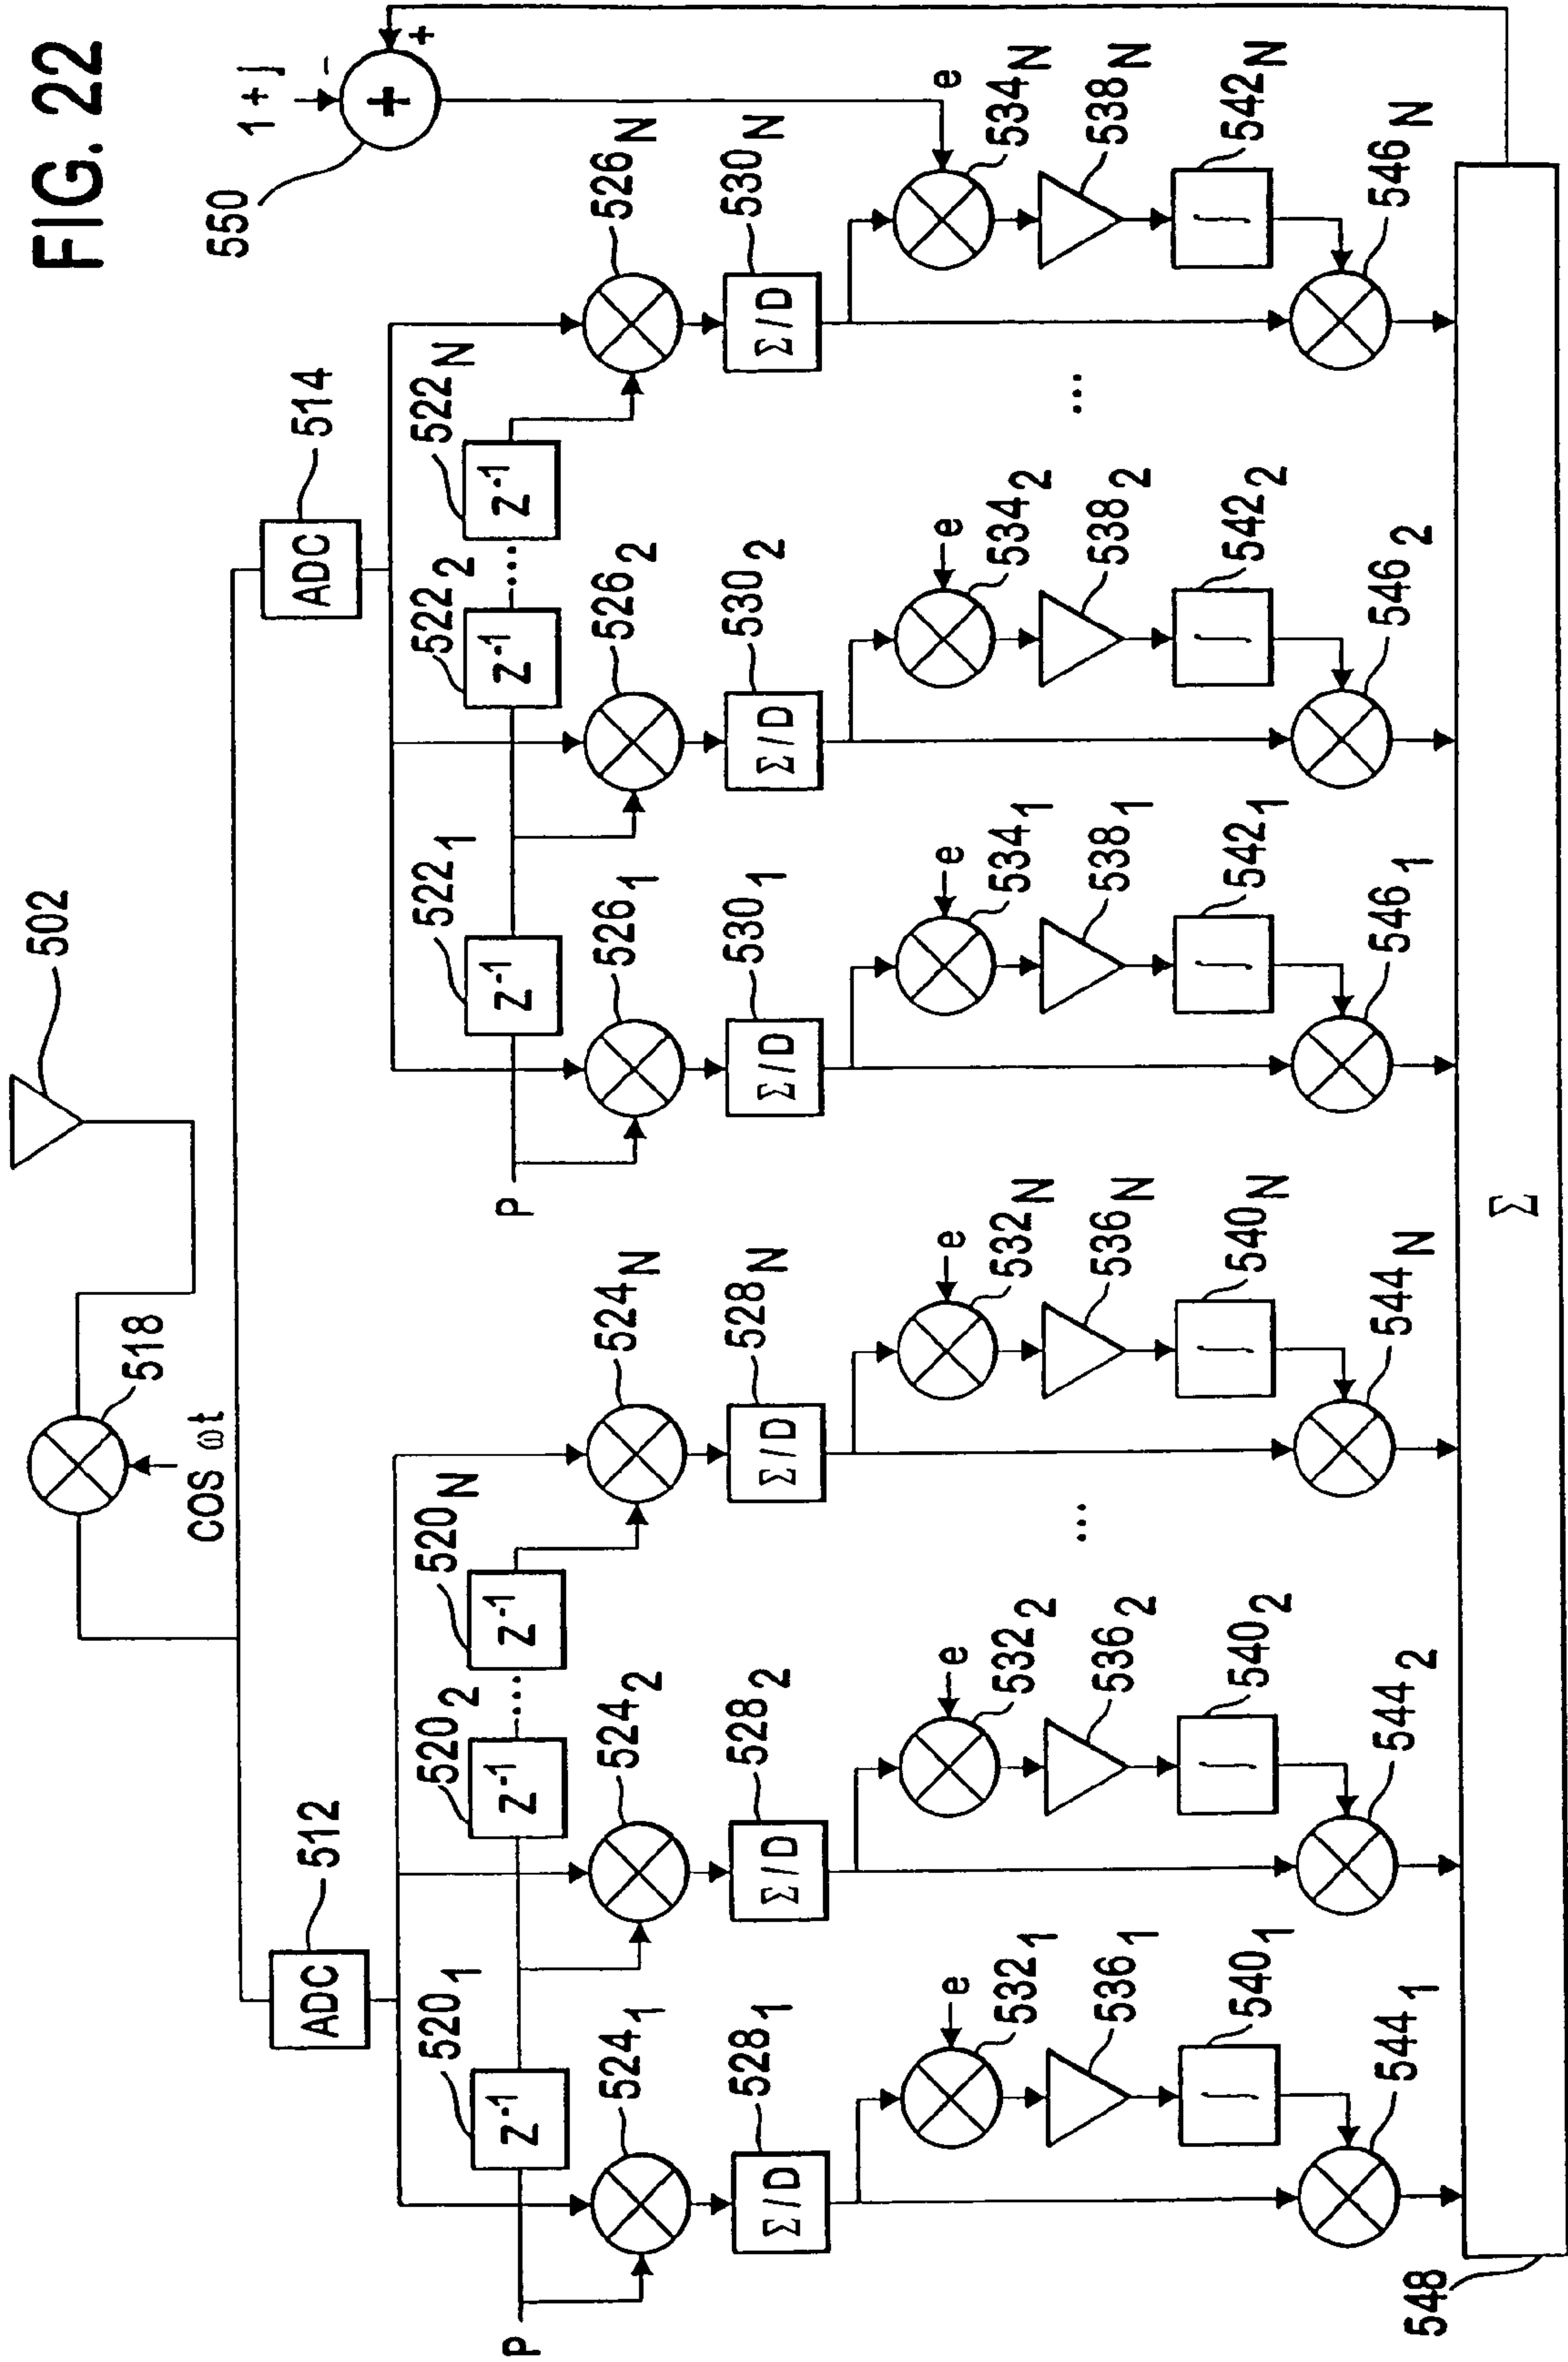 FIG. 22
502
518
COS ωt
1 + j
-
+
+
550
ADC
512
ADC
514
P
Z⁻¹
520₁
Z⁻¹
520₂
....
Z⁻¹
520N
P
Z⁻¹
522₁
Z⁻¹
522₂
....
Z⁻¹
522N
524₁
524₂
524N
526₁
526₂
526N
Σ/D
528₁
Σ/D
528₂
Σ/D
528N
Σ/D
530₁
Σ/D
530₂
Σ/D
530N
e
532₁
e
532₂
e
532N
e
534₁
e
534₂
e
534N
536₁
536₂
...
536N
538₁
538₂
...
538N
∫
540₁
∫
540₂
∫
540N
∫
542₁
∫
542₂
∫
542N
544₁
544₂
544N
546₁
546₂
546N
Σ
548